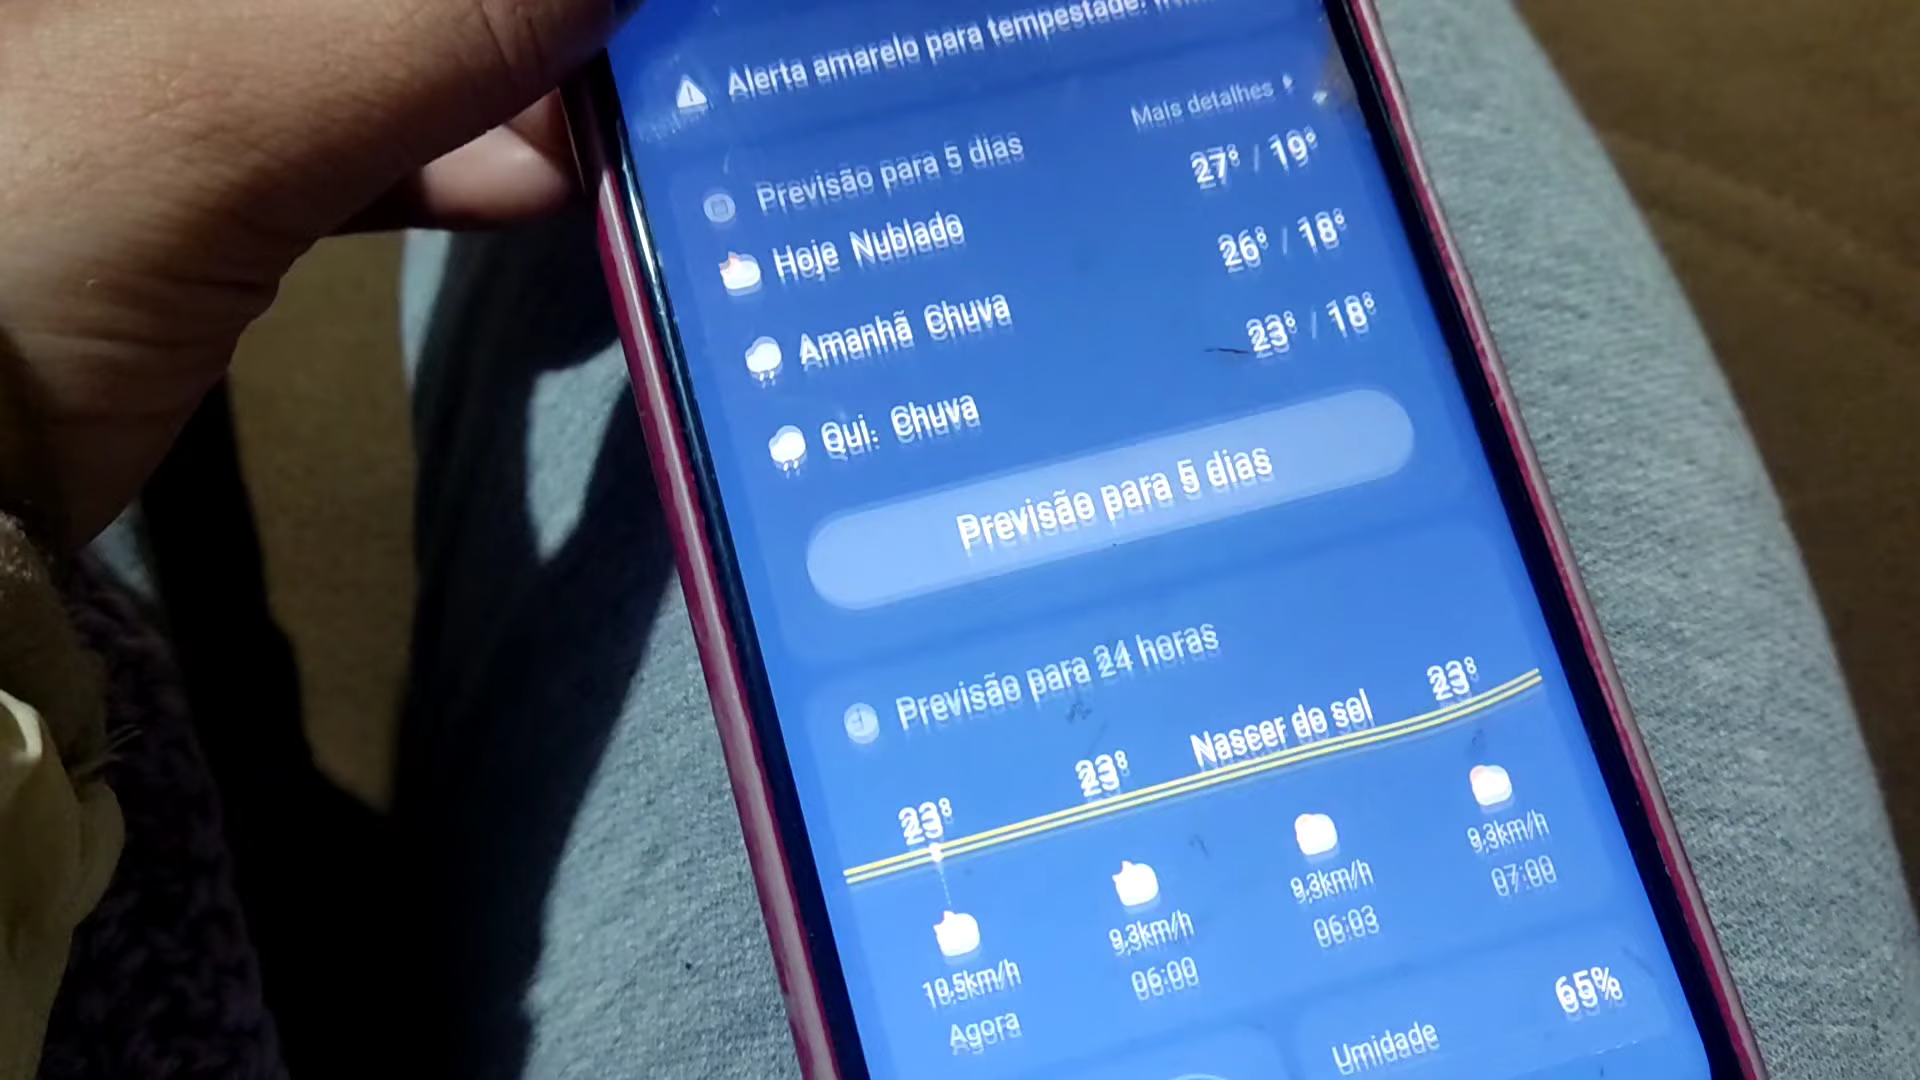 Alerta amarelo para tempestade.
Mais detalhes
Previsão para 5 dias
27° / 19°
Hoje Nublado
26° / 18°
Amanhã Chuva
23° / 18°
Qui. Chuva
Previsão para 5 dias
Previsão para 24 horas
23° 23° Nascer do sol 23°
10,5km/h 9,3km/h 9,3km/h 9,3km/h
Agora 06:00 06:03 07:00
Umidade